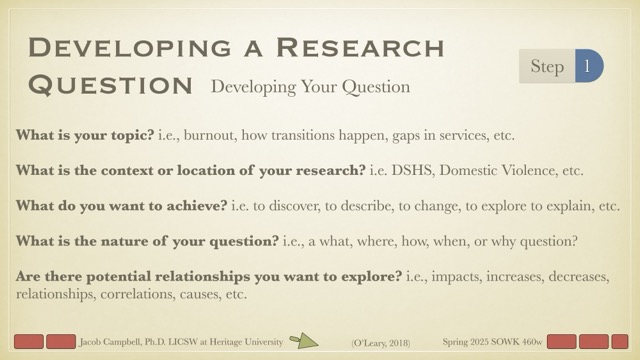 Developing a Research
Question Developing Your Question
Step 1
What is your topic? i.e., burnout, how transitions happen, gaps in services, etc.
What is the context or location of your research? i.e. DSHS, Domestic Violence, etc.
What do you want to achieve? i.e. to discover, to describe, to change, to explore to explain, etc.
What is the nature of your question? i.e., a what, where, how, when, or why question?
Are there potential relationships you want to explore? i.e., impacts, increases, decreases,
relationships, correlations, causes, etc.
Jacob Campbell, Ph.D. LICSW at Heritage University (O'Leary, 2018) Spring 2025 SOWK 460w